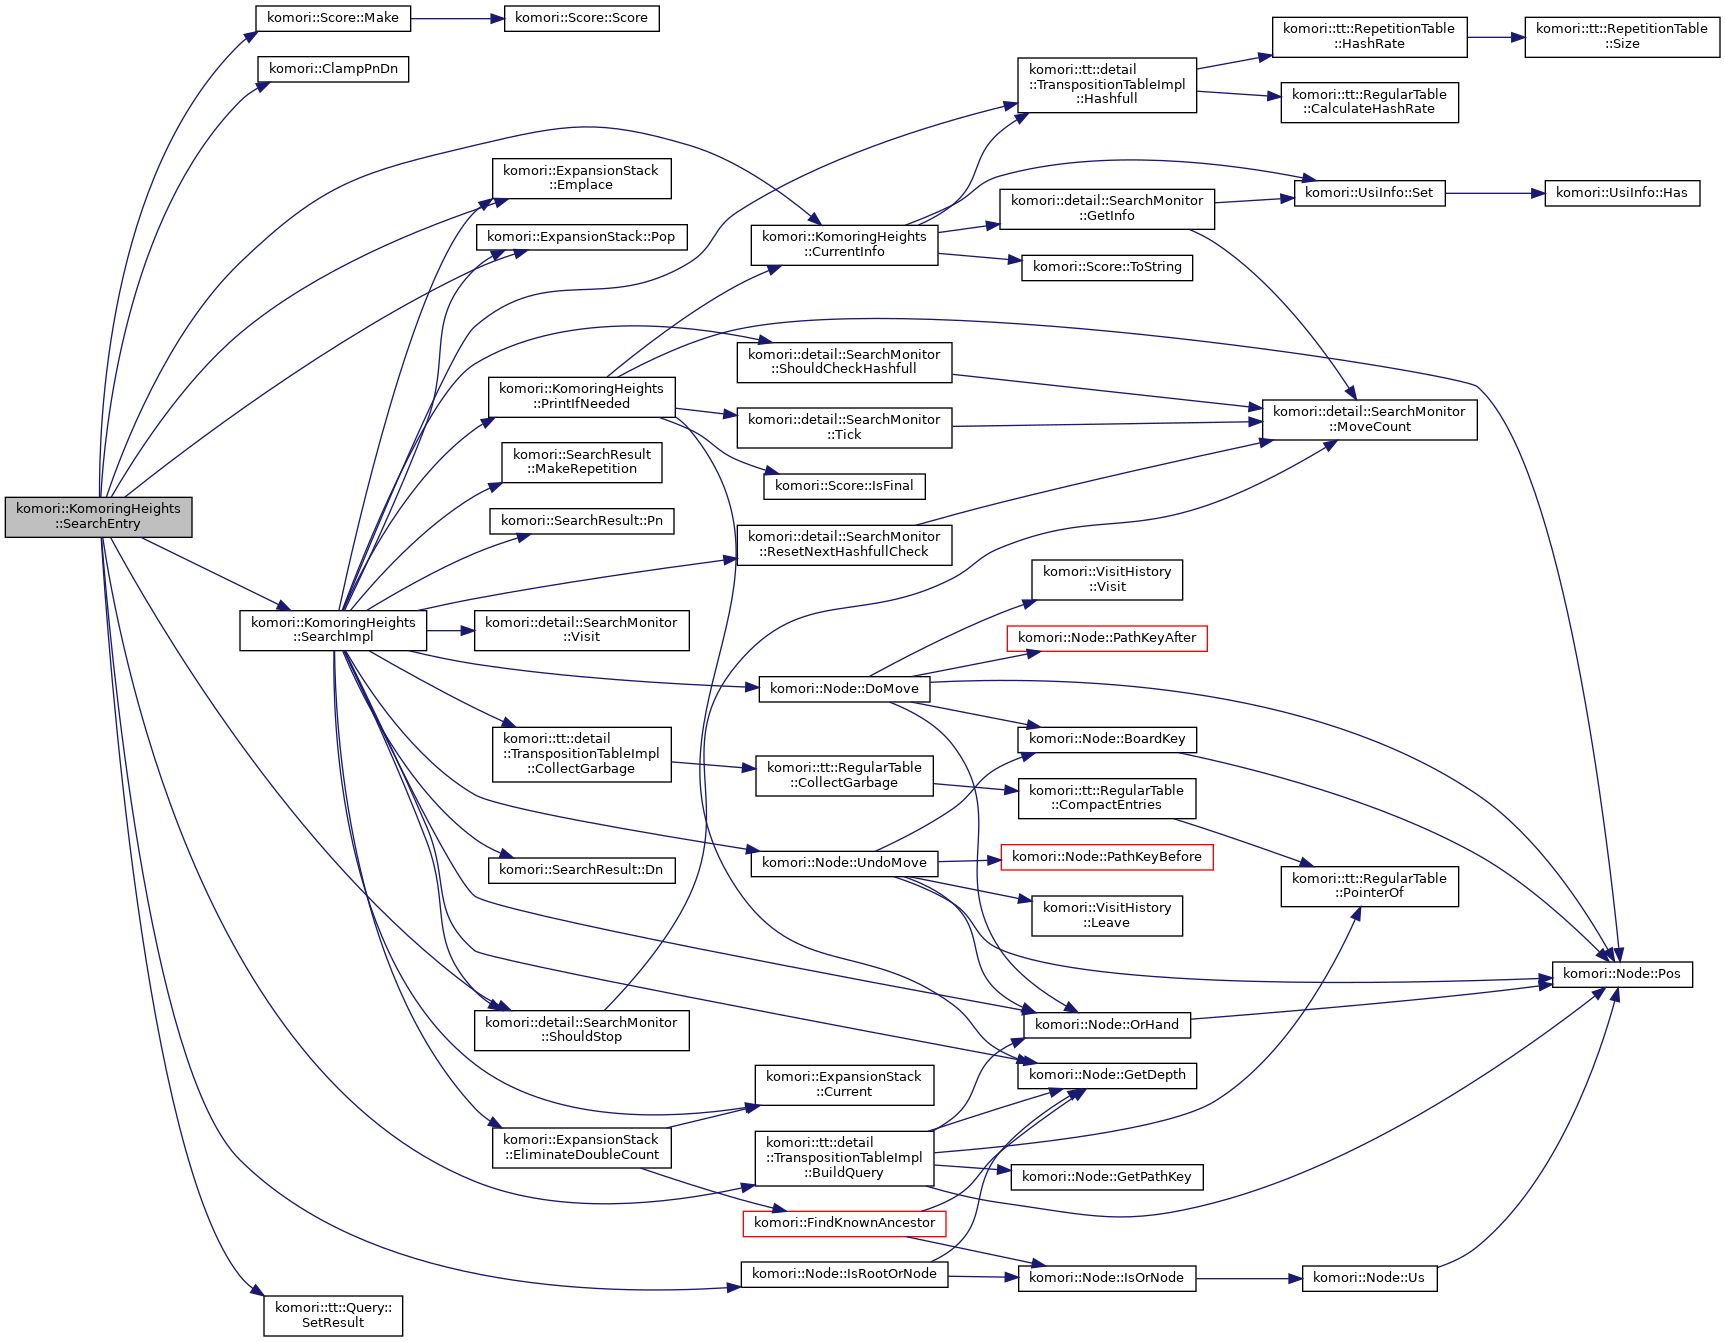 komori::KomoringHeights
::SearchEntry
komori::Score::Make
komori::Score::Score
komori::ClampPnDn
komori::ExpansionStack
::Emplace
komori::ExpansionStack::Pop
komori::KomoringHeights
::CurrentInfo
komori::tt::detail
::TranspositionTableImpl
::Hashfull
komori::tt::RepetitionTable
::HashRate
komori::tt::RepetitionTable
::Size
komori::tt::RegularTable
::CalculateHashRate
komori::detail::SearchMonitor
::GetInfo
komori::UsiInfo::Set
komori::UsiInfo::Has
komori::Score::ToString
komori::detail::SearchMonitor
::ShouldCheckHashfull
komori::KomoringHeights
::PrintIfNeeded
komori::detail::SearchMonitor
::Tick
komori::detail::SearchMonitor
::MoveCount
komori::SearchResult
::MakeRepetition
komori::Score::IsFinal
komori::SearchResult::Pn
komori::detail::SearchMonitor
::ResetNextHashfullCheck
komori::KomoringHeights
::SearchImpl
komori::detail::SearchMonitor
::Visit
komori::VisitHistory
::Visit
komori::Node::PathKeyAfter
komori::Node::DoMove
komori::Node::BoardKey
komori::tt::detail
::TranspositionTableImpl
::CollectGarbage
komori::tt::RegularTable
::CollectGarbage
komori::tt::RegularTable
::CompactEntries
komori::Node::UndoMove
komori::Node::PathKeyBefore
komori::tt::RegularTable
::PointerOf
komori::SearchResult::Dn
komori::VisitHistory
::Leave
komori::Node::Pos
komori::detail::SearchMonitor
::ShouldStop
komori::Node::OrHand
komori::Node::GetDepth
komori::ExpansionStack
::Current
komori::ExpansionStack
::EliminateDoubleCount
komori::tt::detail
::TranspositionTableImpl
::BuildQuery
komori::Node::GetPathKey
komori::FindKnownAncestor
komori::Node::IsRootOrNode
komori::Node::IsOrNode
komori::Node::Us
komori::tt::Query::
SetResult